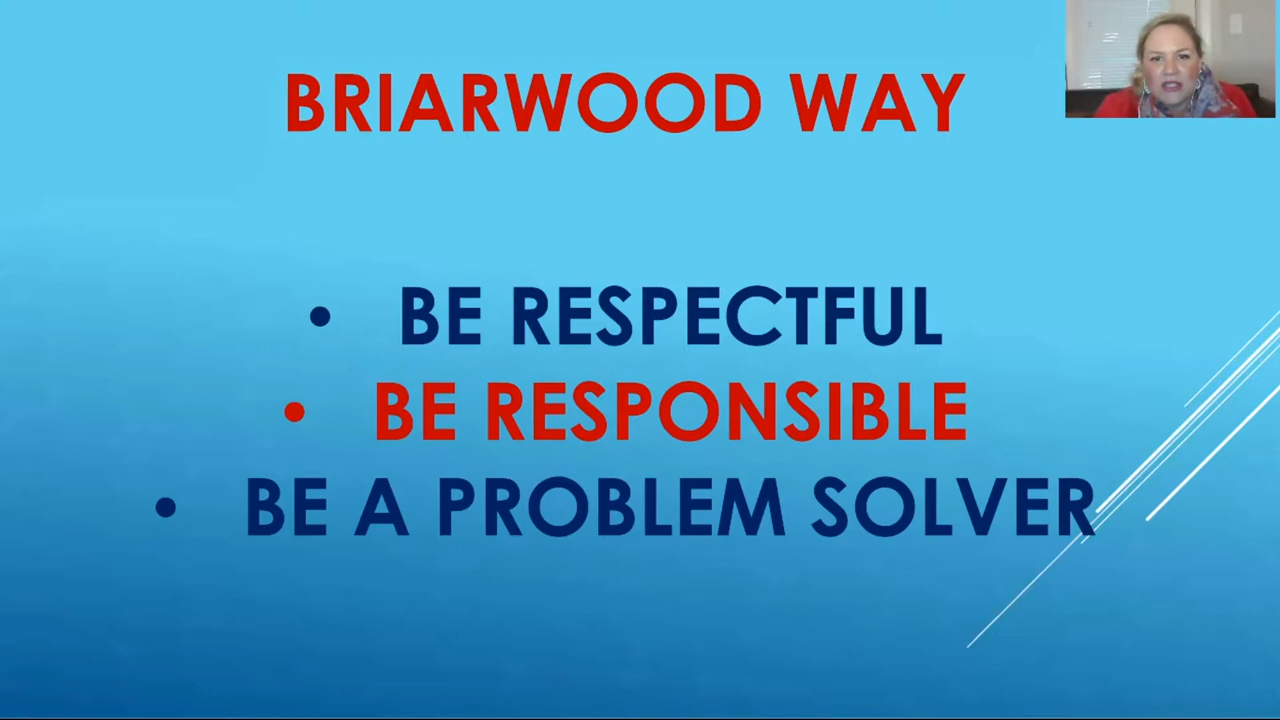 BRIARWOOD WAY
• BE RESPECTFUL
• BE RESPONSIBLE
• BE A PROBLEM SOLVER